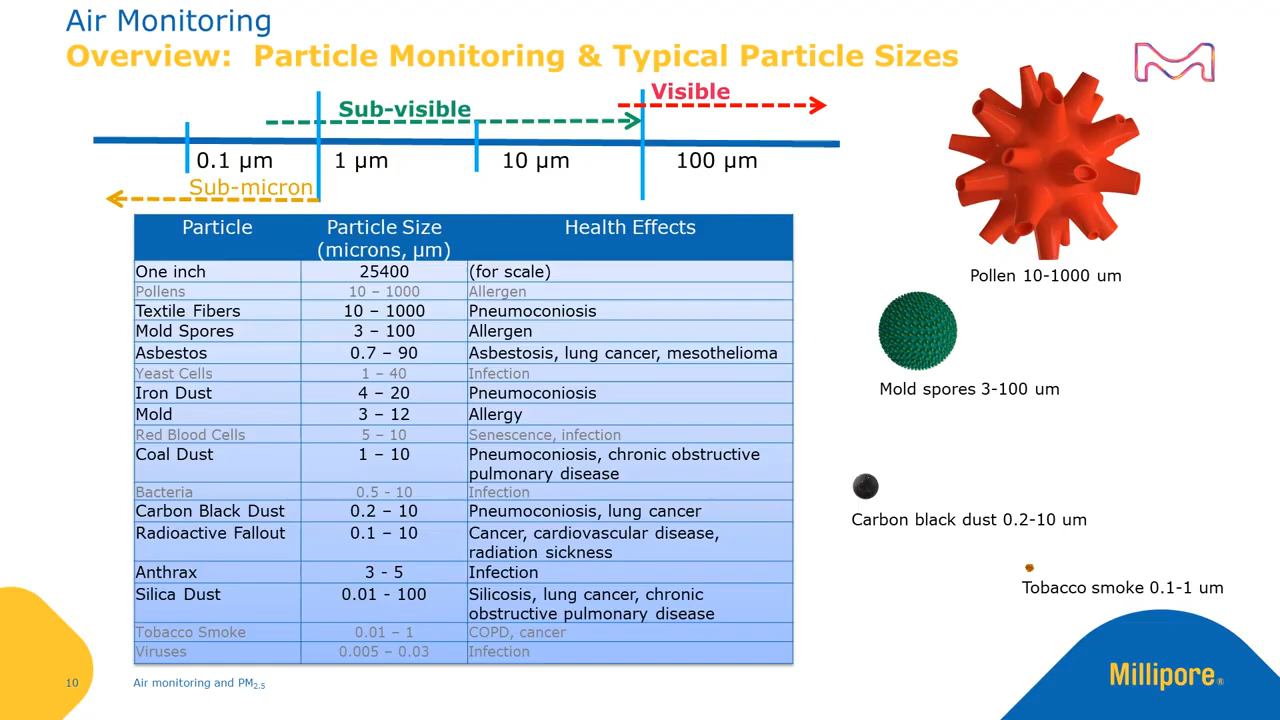 Air Monitoring
Overview:  Particle Monitoring & Typical Particle Sizes
Visible
Sub-visible
0.1 µm
1 µm
10 µm
100 µm
Sub-micron
Particle
Particle Size
(microns, µm)
Health Effects
One inch 25400 (for scale)
Pollens 10 – 1000 Allergen
Textile Fibers 10 – 1000 Pneumoconiosis
Mold Spores 3 – 100 Allergen
Asbestos 0.7 – 90 Asbestosis, lung cancer, mesothelioma
Yeast Cells 1 – 40 Infection
Iron Dust 4 – 20 Pneumoconiosis
Mold 3 – 12 Allergy
Red Blood Cells 5 – 10 Senescence, infection
Coal Dust 1 – 10 Pneumoconiosis, chronic obstructive
pulmonary disease
Bacteria 0.5 - 10 Infection
Carbon Black Dust 0.2 – 10 Pneumoconiosis, lung cancer
Radioactive Fallout 0.1 – 10 Cancer, cardiovascular disease,
radiation sickness
Anthrax 3 - 5 Infection
Silica Dust 0.01 - 100 Silicosis, lung cancer, chronic
obstructive pulmonary disease
Tobacco Smoke 0.01 – 1 COPD, cancer
Viruses 0.005 – 0.03 Infection
Pollen 10-1000 um
Mold spores 3-100 um
Carbon black dust 0.2-10 um
Tobacco smoke 0.1-1 um
10
Air monitoring and PM2.5
Millipore®